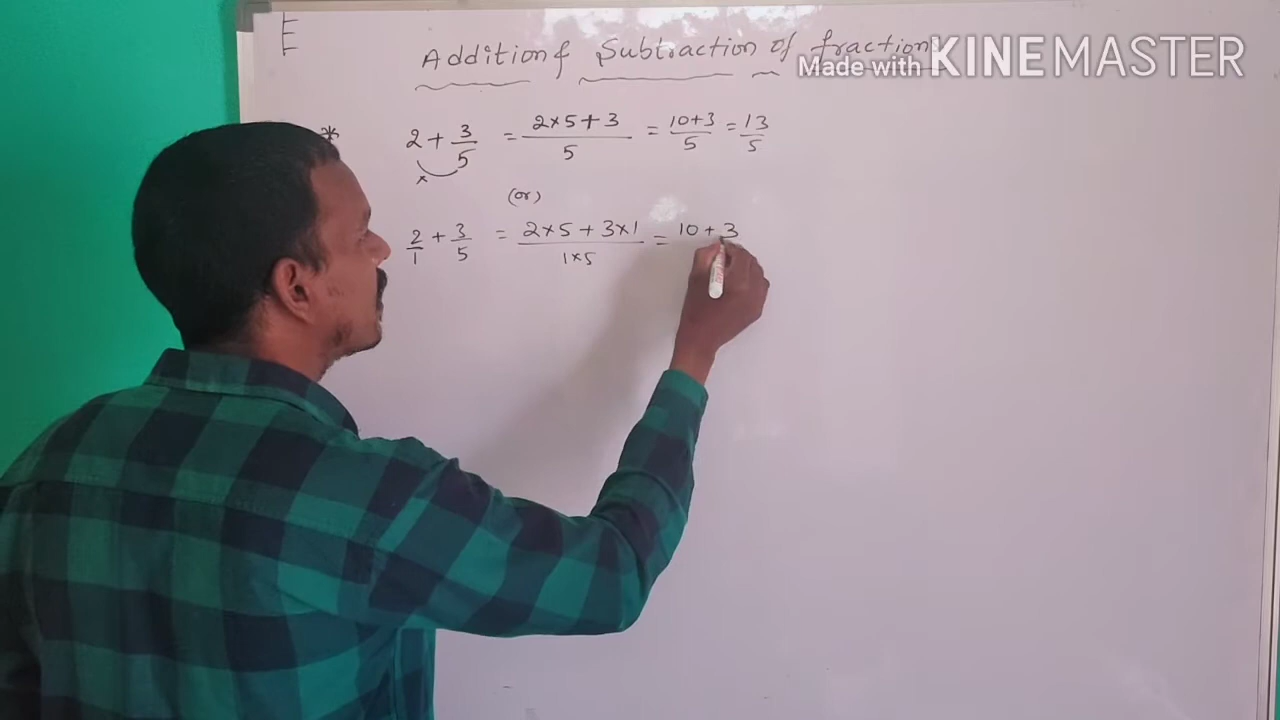 E
Addition & Subtraction of fractions
Made with KINEMASTER
* 2 + 3/5 = 2×5+3/5 = 10+3/5 = 13/5
×
(or)
2/1 + 3/5 = 2×5+3×1/1×5 = 10+3